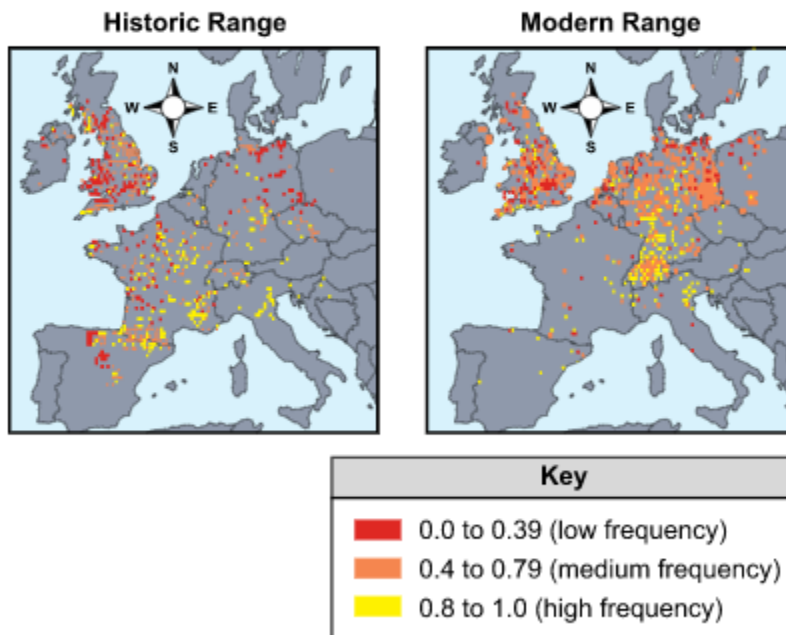 Historic Range
Modern Range
N
W
E
S
N
W
E
S
Key
0.0 to 0.39 (low frequency)
0.4 to 0.79 (medium frequency)
0.8 to 1.0 (high frequency)